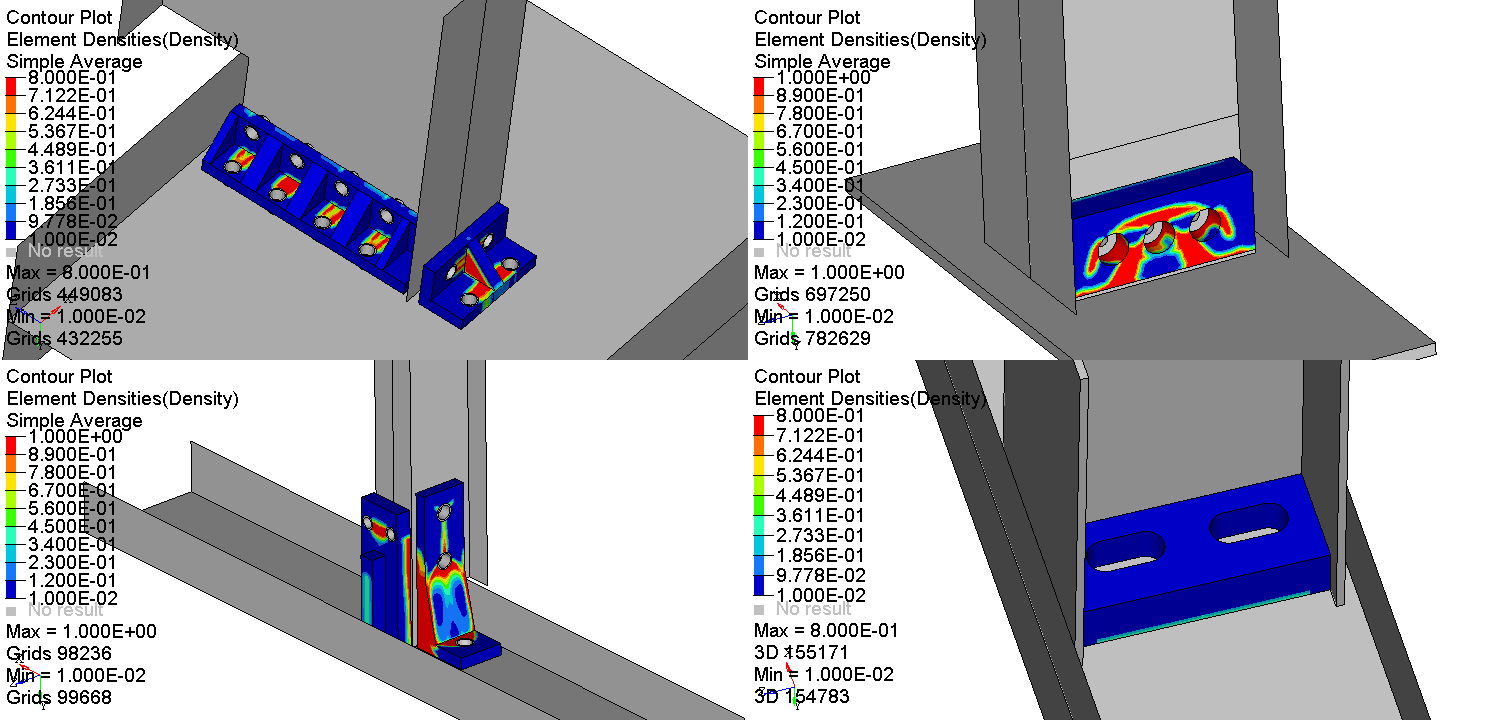 Contour Plot
Element Densities(Density)
Simple Average
8.000E-01
7.122E-01
6.244E-01
5.367E-01
4.489E-01
3.611E-01
2.733E-01
1.856E-01
9.778E-02
1.000E-02
No result
Max = 8.000E-01
Grids 449083
Min = 1.000E-02
Grids 432255
Contour Plot
Element Densities(Density)
Simple Average
1.000E+00
8.900E-01
7.800E-01
6.700E-01
5.600E-01
4.500E-01
3.400E-01
2.300E-01
1.200E-01
1.000E-02
No result
Max = 1.000E+00
Grids 697250
Min = 1.000E-02
Grids 782629
Contour Plot
Element Densities(Density)
Simple Average
1.000E+00
8.900E-01
7.800E-01
6.700E-01
5.600E-01
4.500E-01
3.400E-01
2.300E-01
1.200E-01
1.000E-02
No result
Max = 1.000E+00
Grids 98236
Min = 1.000E-02
Grids 99668
Contour Plot
Element Densities(Density)
8.000E-01
7.122E-01
6.244E-01
5.367E-01
4.489E-01
3.611E-01
2.733E-01
1.856E-01
9.778E-02
1.000E-02
No result
Max = 8.000E-01
3D 155171
Min = 1.000E-02
3D 154783